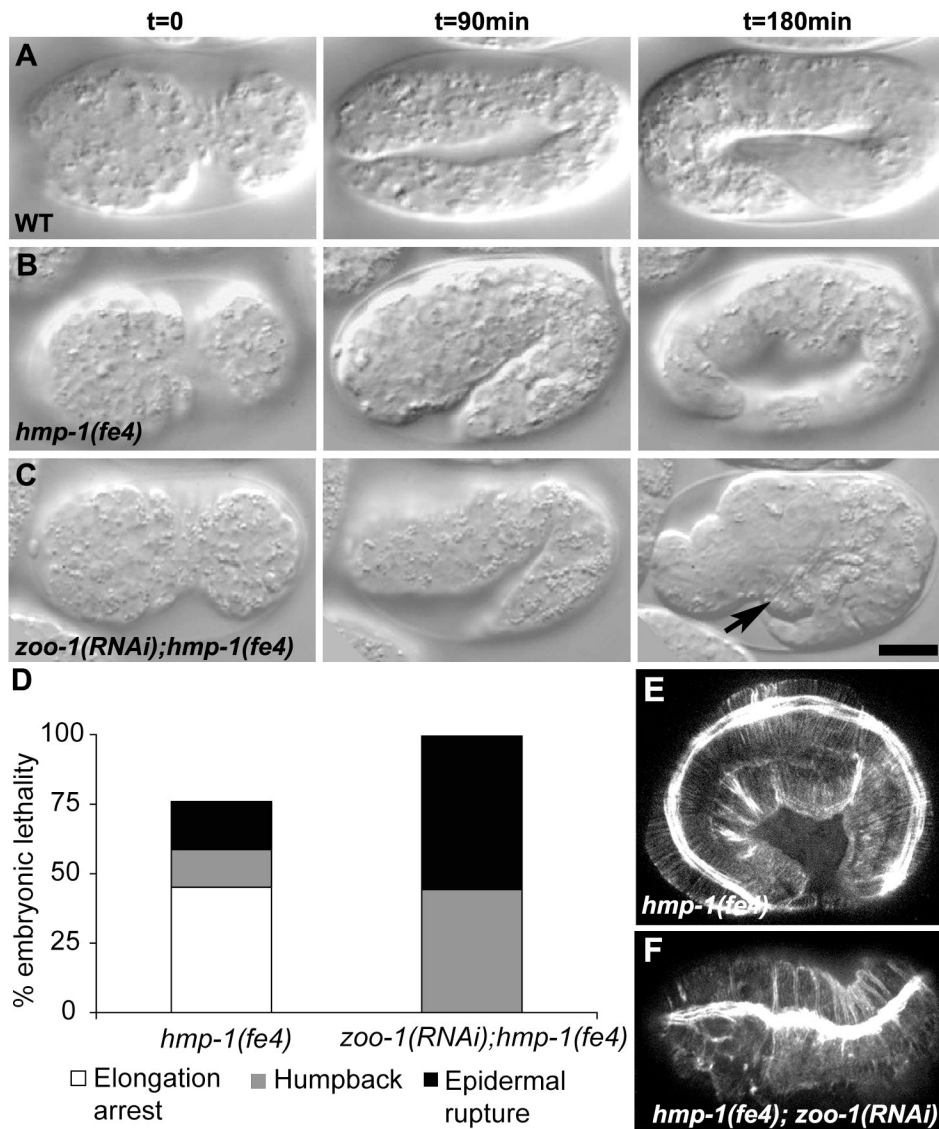 t=0 t=90min t=180min
A
WT
B
hmp-1(fe4)
C
zoo-1(RNAi);hmp-1(fe4)
D
% embryonic lethality
100
75
50
25
0
hmp-1(fe4) zoo-1(RNAi);hmp-1(fe4)
Elongation arrest
Humpback
Epidermal rupture
E
hmp-1(fe4)
F
hmp-1(fe4); zoo-1(RNAi)